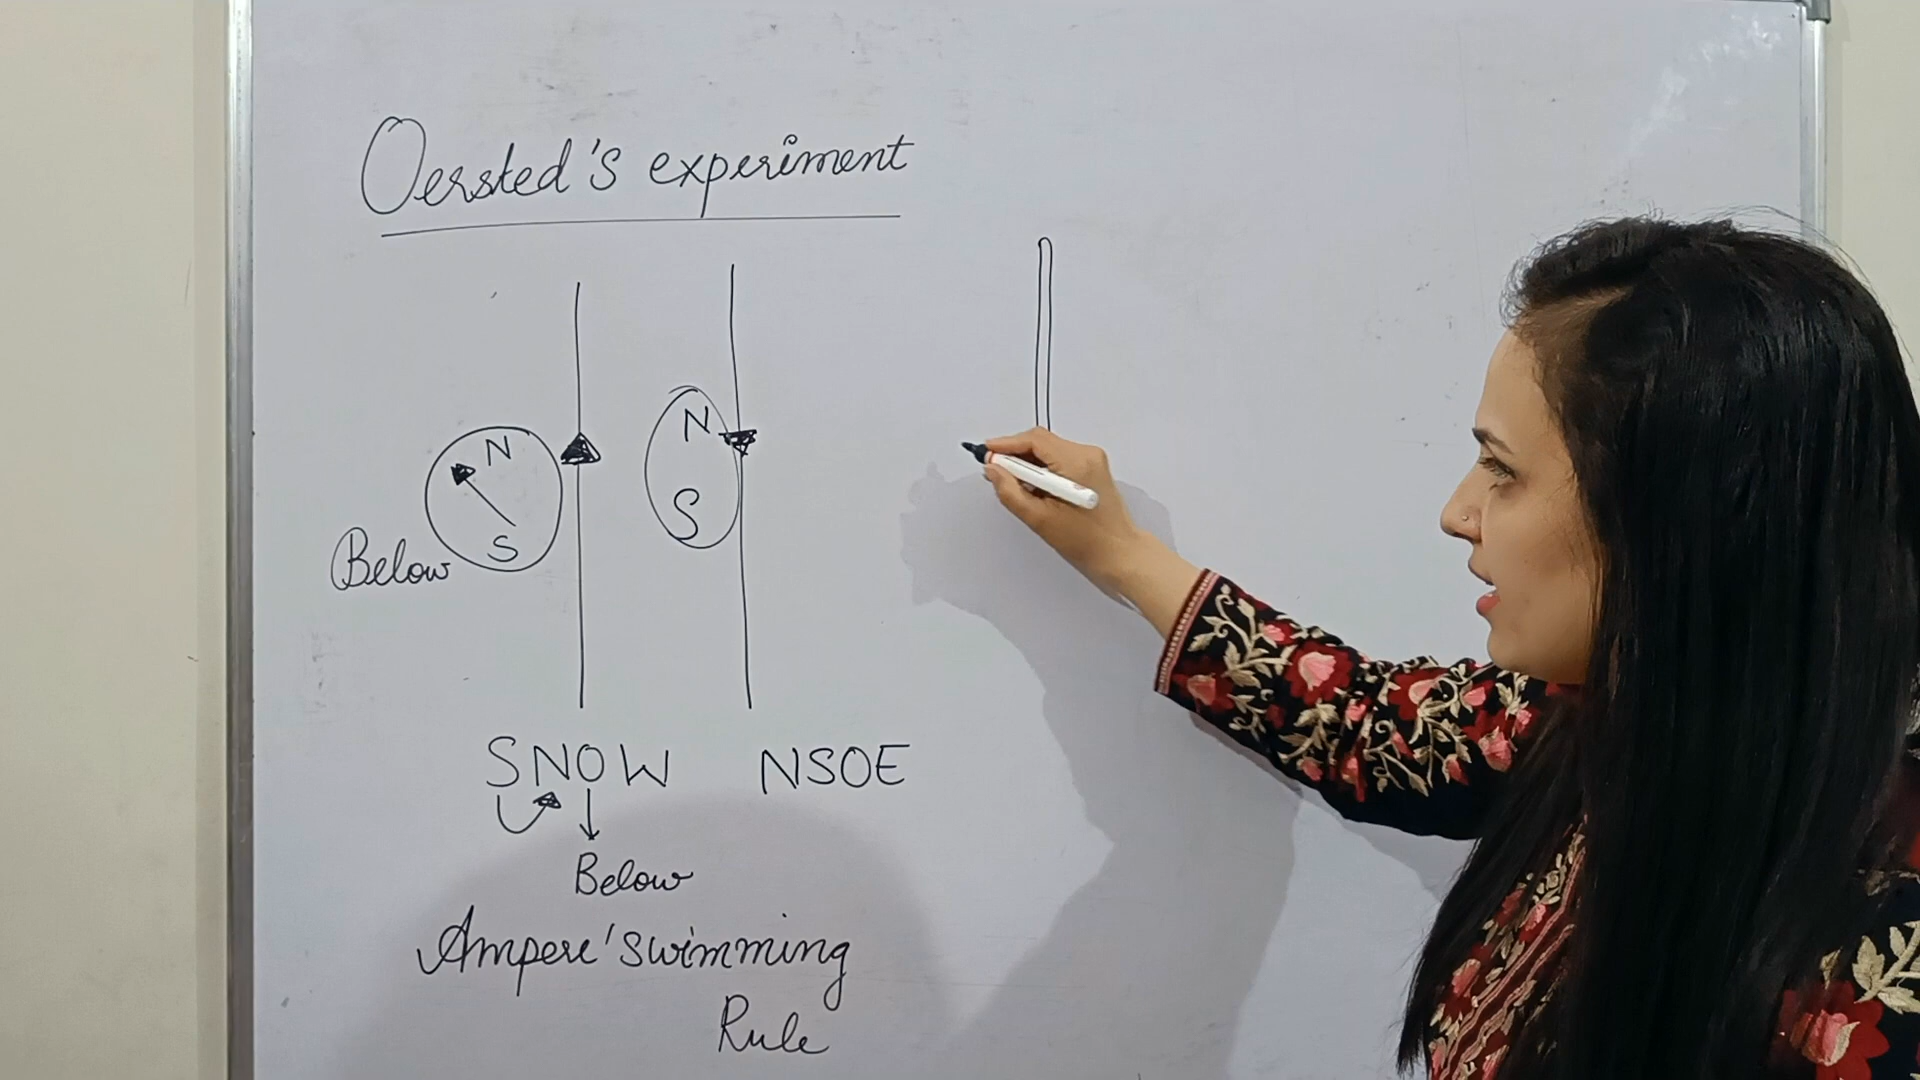 Oersted's experiment
N
S
Below
N
S
SNOW
NSOE
Below
Ampere'swimming
Rule